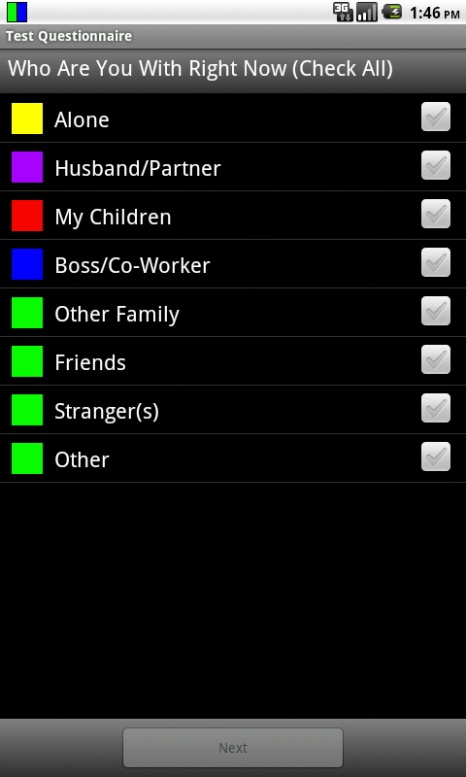 3G 1:46 PM
Test Questionnaire
Who Are You With Right Now (Check All)
Alone
Husband/Partner
My Children
Boss/Co-Worker
Other Family
Friends
Stranger(s)
Other
Next